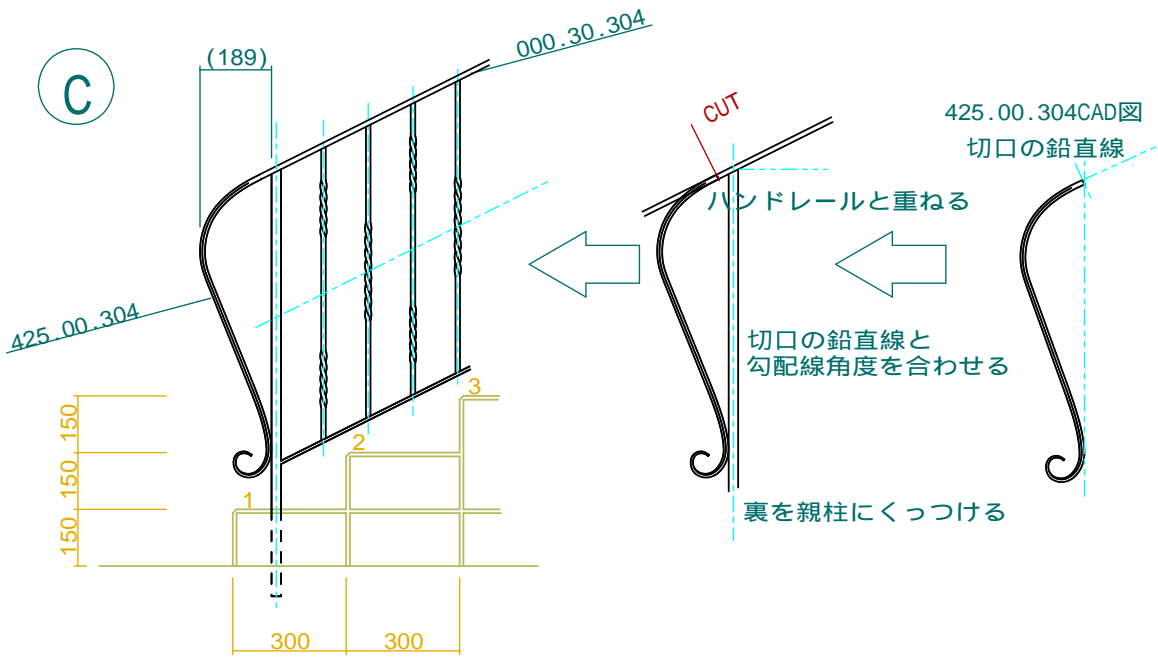 C
(189)
000.30.304
425.00.304
150
150
150
1
2
3
300
300
CUT
ハンドレールと重ねる
切口の鉛直線と
勾配線角度を合わせる
裏を親柱にくっつける
425.00.304CAD図
切口の鉛直線